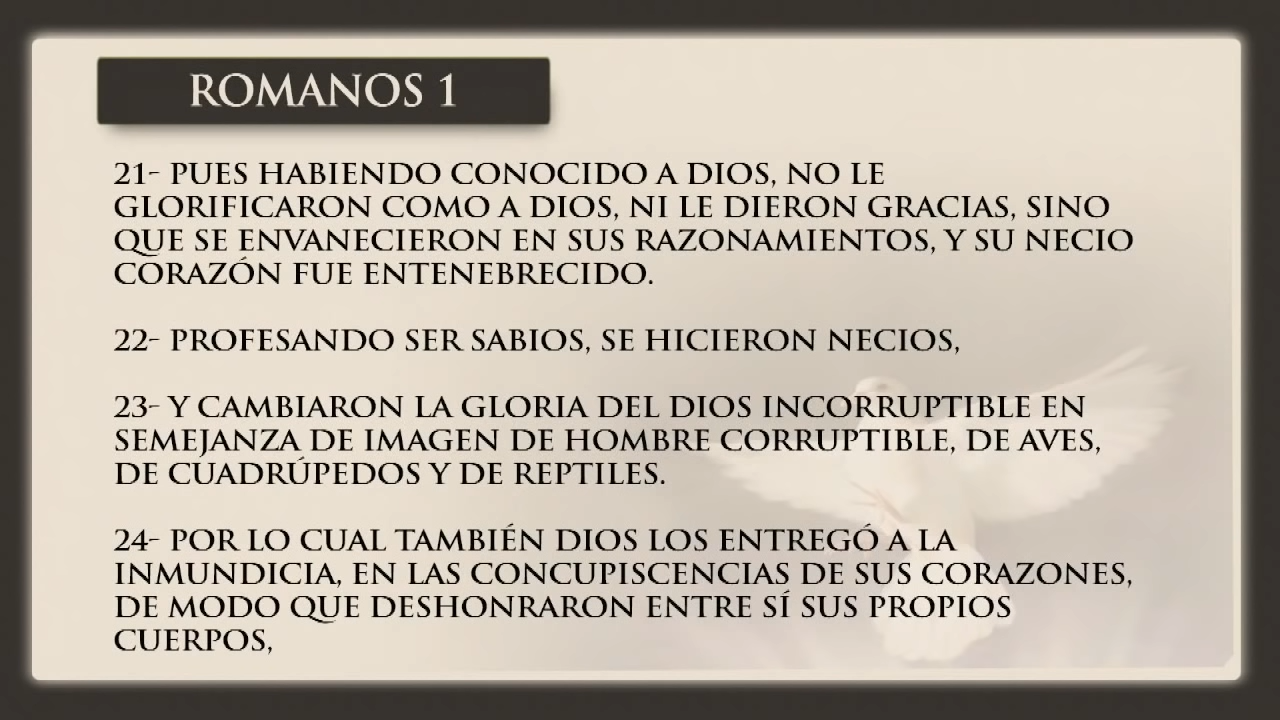 ROMANOS 1
21- PUES HABIENDO CONOCIDO A DIOS, NO LE
GLORIFICARON COMO A DIOS, NI LE DIERON GRACIAS, SINO
QUE SE ENVANECIERON EN SUS RAZONAMIENTOS, Y SU NECIO
CORAZÓN FUE ENTENEBRECIDO.
22- PROFESANDO SER SABIOS, SE HICIERON NECIOS,
23- Y CAMBIARON LA GLORIA DEL DIOS INCORRUPTIBLE EN
SEMEJANZA DE IMAGEN DE HOMBRE CORRUPTIBLE, DE AVES,
DE CUADRÚPEDOS Y DE REPTILES.
24- POR LO CUAL TAMBIÉN DIOS LOS ENTREGÓ A LA
INMUNDICIA, EN LAS CONCUPISCENCIAS DE SUS CORAZONES,
DE MODO QUE DESHONRARON ENTRE SÍ SUS PROPIOS
CUERPOS,